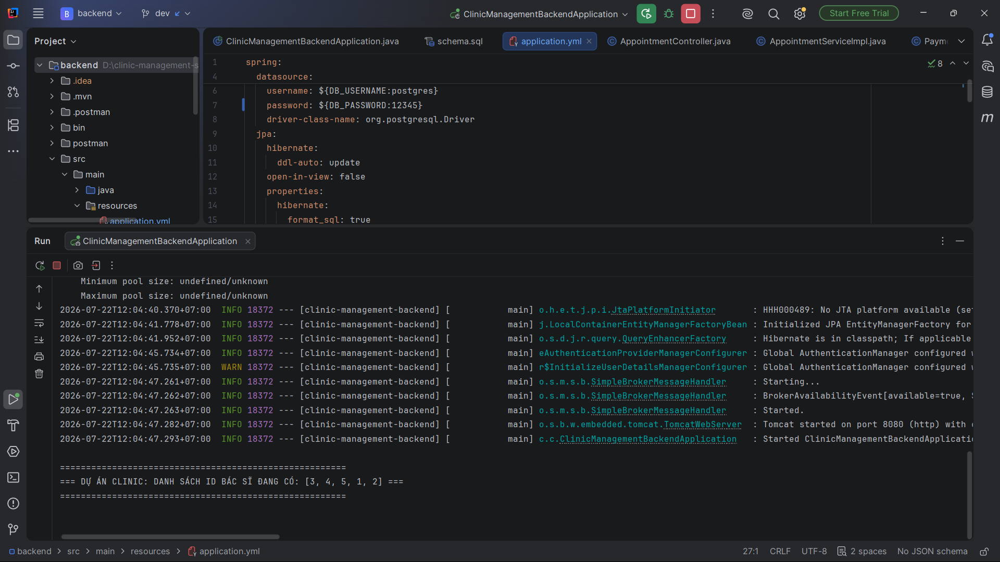 B backend dev ClinicManagementBackendApplication Start Free Trial
Project
backend D:\clinic-management-s
.idea
.mvn
.postman
bin
postman
src
main
java
resources
application.yml
ClinicManagementBackendApplication.java schema.sql application.yml AppointmentController.java AppointmentServiceImpl.java Paym
8
1 spring:
4 datasource:
6 username: ${DB_USERNAME:postgres}
7 password: ${DB_PASSWORD:12345}
8 driver-class-name: org.postgresql.Driver
9 jpa:
10 hibernate:
11 ddl-auto: update
12 open-in-view: false
13 properties:
14 hibernate:
15 format_sql: true
m
Run ClinicManagementBackendApplication
Minimum pool size: undefined/unknown
Maximum pool size: undefined/unknown
2026-07-22T12:04:40.370+07:00 INFO 18372 --- [clinic-management-backend] [ main] o.h.e.t.j.p.i.JtaPlatformInitiator : HHH000489: No JTA platform available (set
2026-07-22T12:04:41.778+07:00 INFO 18372 --- [clinic-management-backend] [ main] j.LocalContainerEntityManagerFactoryBean : Initialized JPA EntityManagerFactory for
2026-07-22T12:04:41.952+07:00 INFO 18372 --- [clinic-management-backend] [ main] o.s.d.j.r.query.QueryEnhancerFactory : Hibernate is in classpath; If applicable
2026-07-22T12:04:45.734+07:00 INFO 18372 --- [clinic-management-backend] [ main] eAuthenticationProviderManagerConfigurer : Global AuthenticationManager configured w
2026-07-22T12:04:45.735+07:00 WARN 18372 --- [clinic-management-backend] [ main] r$InitializeUserDetailsManagerConfigurer : Global AuthenticationManager configured w
2026-07-22T12:04:47.261+07:00 INFO 18372 --- [clinic-management-backend] [ main] o.s.m.s.b.SimpleBrokerMessageHandler : Starting...
2026-07-22T12:04:47.262+07:00 INFO 18372 --- [clinic-management-backend] [ main] o.s.m.s.b.SimpleBrokerMessageHandler : BrokerAvailabilityEvent[available=true, S
2026-07-22T12:04:47.263+07:00 INFO 18372 --- [clinic-management-backend] [ main] o.s.m.s.b.SimpleBrokerMessageHandler : Started.
2026-07-22T12:04:47.282+07:00 INFO 18372 --- [clinic-management-backend] [ main] o.s.b.w.embedded.tomcat.TomcatWebServer : Tomcat started on port 8080 (http) with c
2026-07-22T12:04:47.293+07:00 INFO 18372 --- [clinic-management-backend] [ main] c.c.ClinicManagementBackendApplication : Started ClinicManagementBackendApplicatio
=======================================================
=== DỰ ÁN CLINIC: DANH SÁCH ID BÁC SĨ ĐANG CÓ: [3, 4, 5, 1, 2] ===
=======================================================
backend > src > main > resources > application.yml 27:1 CRLF UTF-8 2 spaces No JSON schema